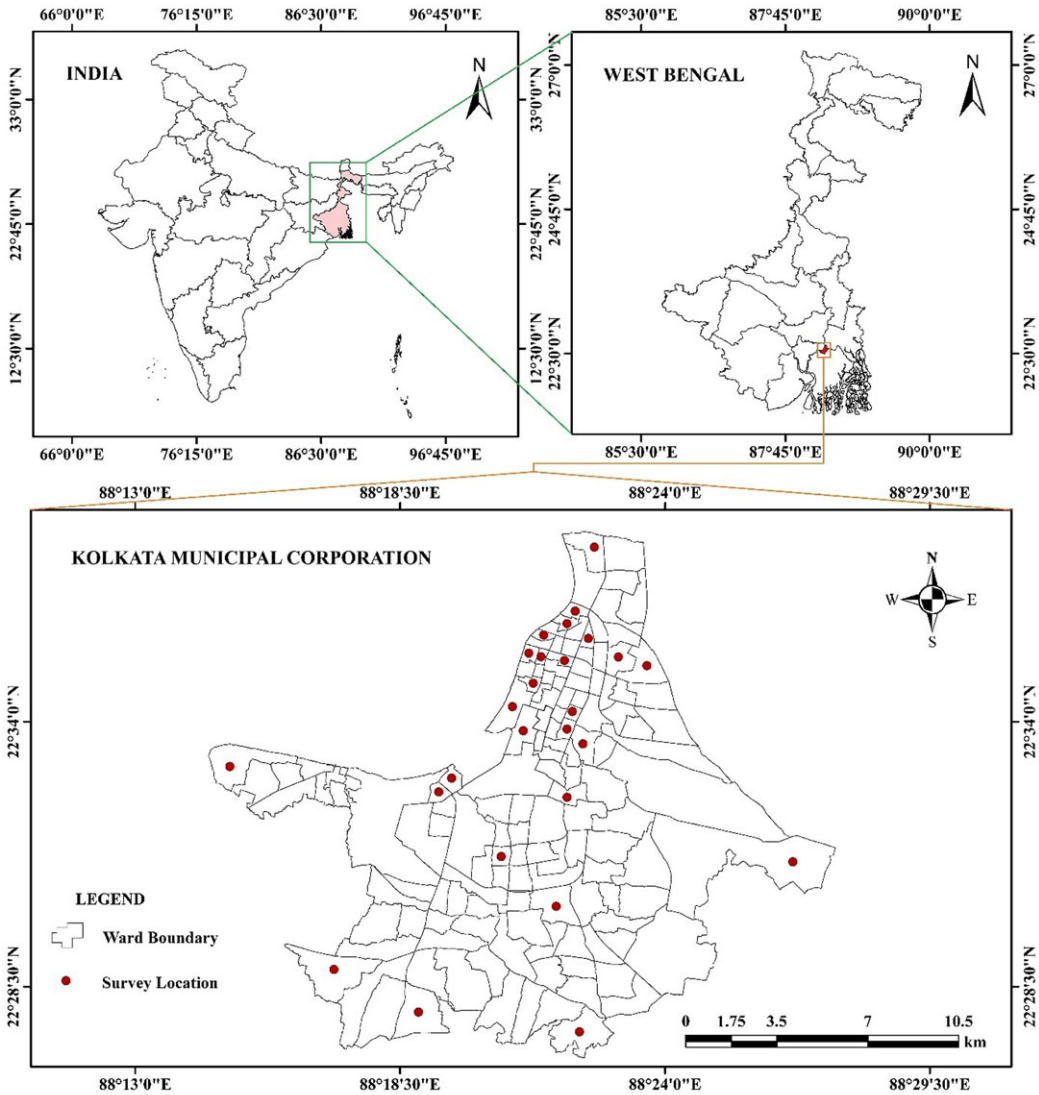 66°0'0"E 76°15'0"E 86°30'0"E 96°45'0"E
INDIA
N
33°0'0"N
22°45'0"N
12°30'0"N
33°0'0"N
22°45'0"N
12°30'0"N
66°0'0"E 76°15'0"E 86°30'0"E 96°45'0"E
85°30'0"E 87°45'0"E 90°0'0"E
WEST BENGAL
N
27°0'0"N
24°45'0"N
22°30'0"N
27°0'0"N
24°45'0"N
22°30'0"N
85°30'0"E 87°45'0"E 90°0'0"E
88°13'0"E 88°18'30"E 88°24'0"E 88°29'30"E
KOLKATA MUNICIPAL CORPORATION
N
W E
S
22°34'0"N
22°28'30"N
22°34'0"N
22°28'30"N
LEGEND
Ward Boundary
Survey Location
0 1.75 3.5 7 10.5
km
88°13'0"E 88°18'30"E 88°24'0"E 88°29'30"E